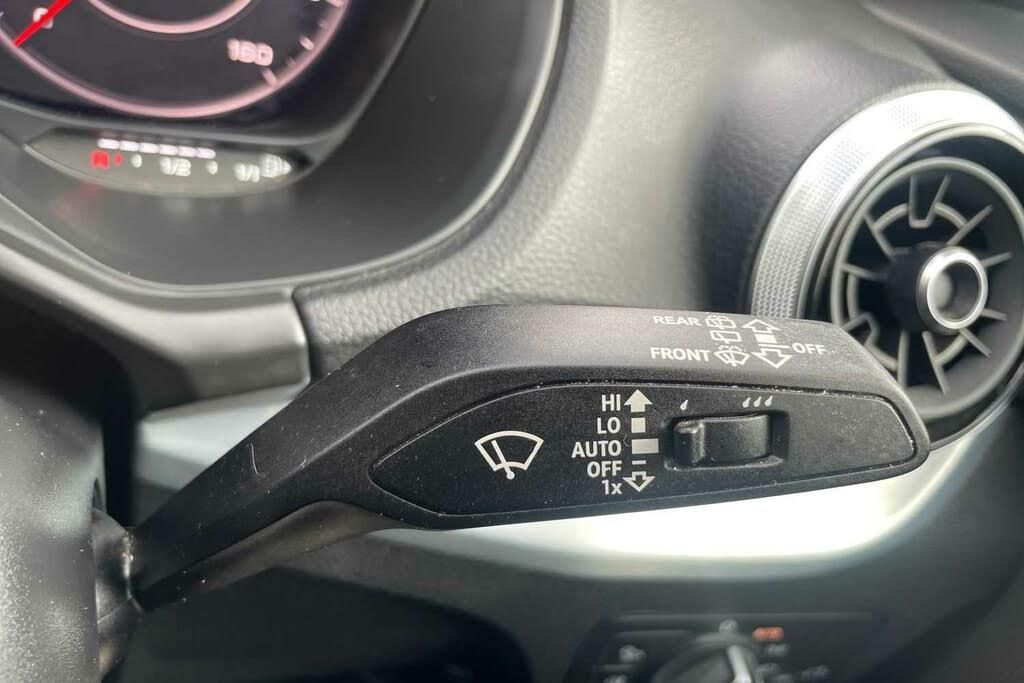 160
1/2
1/1
REAR
FRONT
OFF
HI
LO
AUTO
OFF
1x